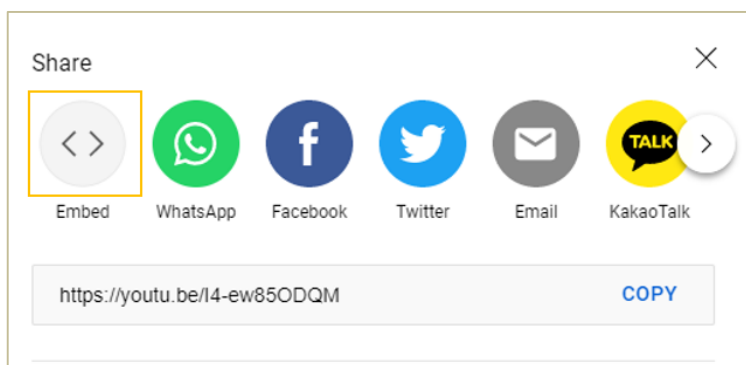 Share
TALK
Embed WhatsApp Facebook Twitter Email KakaoTalk
https://youtu.be/I4-ew85ODQM COPY